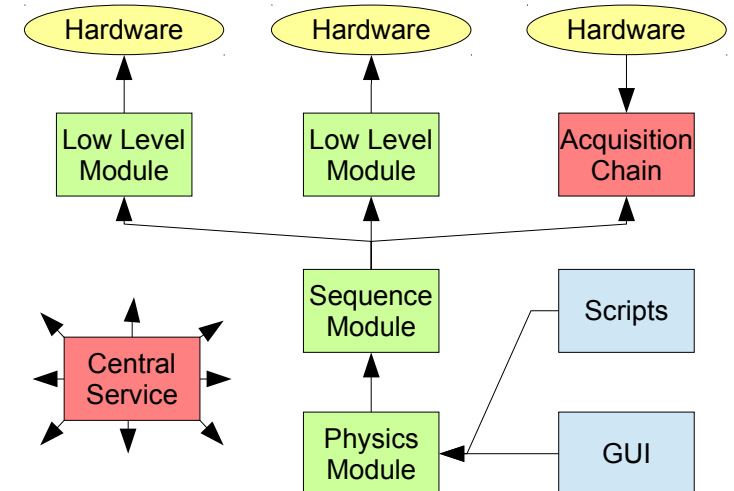 Hardware
Hardware
Hardware
Low Level
Module
Low Level
Module
Acquisition
Chain
Sequence
Module
Scripts
Central
Service
Physics
Module
GUI